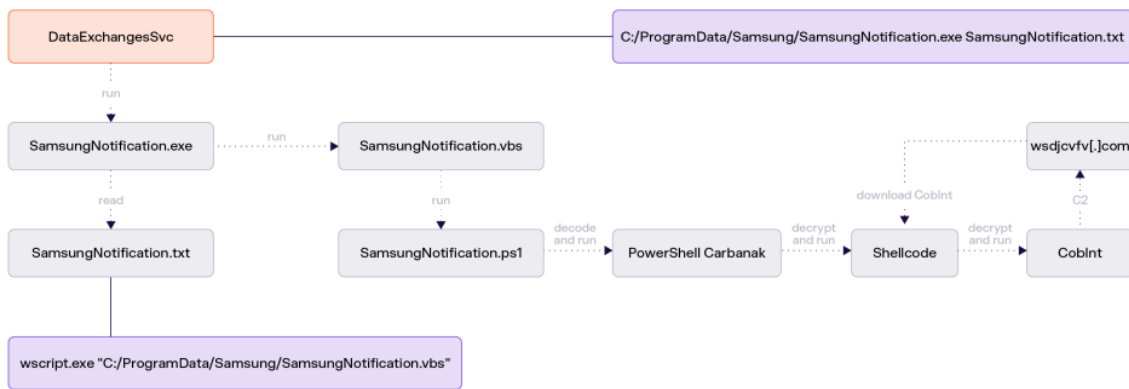 DataExchangesSvc
C:/ProgramData/Samsung/SamsungNotification.exe SamsungNotification.txt
run
SamsungNotification.exe
run
SamsungNotification.vbs
wsdjcvfv[.]com
read
run
download CobInt
C2
SamsungNotification.txt
SamsungNotification.ps1
decode
and run
PowerShell Carbanak
decrypt
and run
Shellcode
decrypt
and run
CobInt
wscript.exe "C:/ProgramData/Samsung/SamsungNotification.vbs"